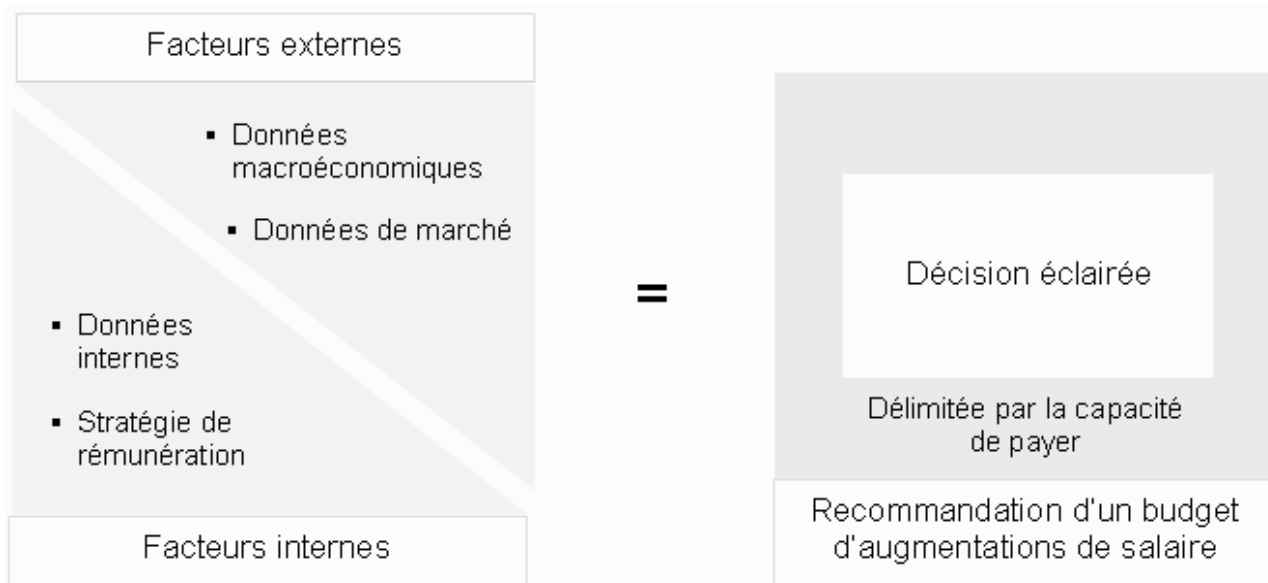 Facteurs externes
▪ Données
macroéconomiques
▪ Données de marché
▪ Données
internes
▪ Stratégie de
rémunération
Facteurs internes
=
Décision éclairée
Délimitée par la capacité
de payer
Recommandation d'un budget
d'augmentations de salaire